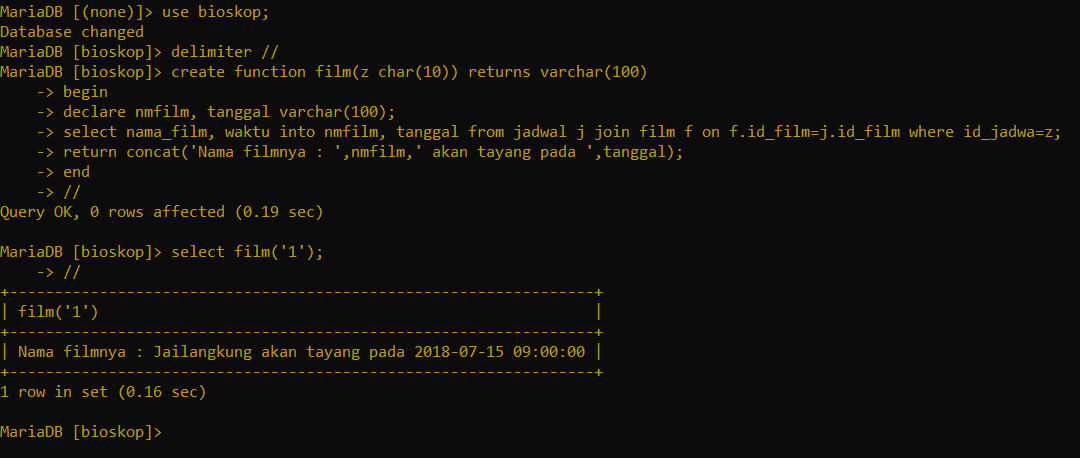 MariaDB [(none)]> use bioskop;
Database changed
MariaDB [bioskop]> delimiter //
MariaDB [bioskop]> create function film(z char(10)) returns varchar(100)
    -> begin
    -> declare nmfilm, tanggal varchar(100);
    -> select nama_film, waktu into nmfilm, tanggal from jadwal j join film f on f.id_film=j.id_film where id_jadwa=z;
    -> return concat('Nama filmnya : ',nmfilm,' akan tayang pada ',tanggal);
    -> end
    -> //
Query OK, 0 rows affected (0.19 sec)

MariaDB [bioskop]> select film('1');
    -> //
+-----------------------------------------------------------------+
| film('1')                                                       |
+-----------------------------------------------------------------+
| Nama filmnya : Jailangkung akan tayang pada 2018-07-15 09:00:00 |
+-----------------------------------------------------------------+
1 row in set (0.16 sec)

MariaDB [bioskop]>